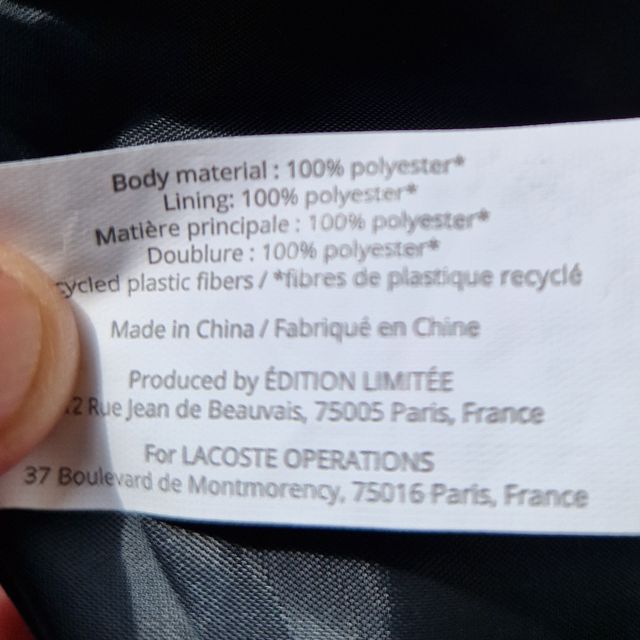 Body material : 100% polyester*
Lining: 100% polyester*
Matière principale : 100% polyester*
Doublure : 100% polyester*
plastic fibers / *fibres de plastique recyclé
Made in China / Fabriqué en Chine
Produced by ÉDITION LIMITÉE
Rue Jean de Beauvais, 75005 Paris, France
For LACOSTE OPERATIONS
37 Boulevard de Montmorency, 75016 Paris, France